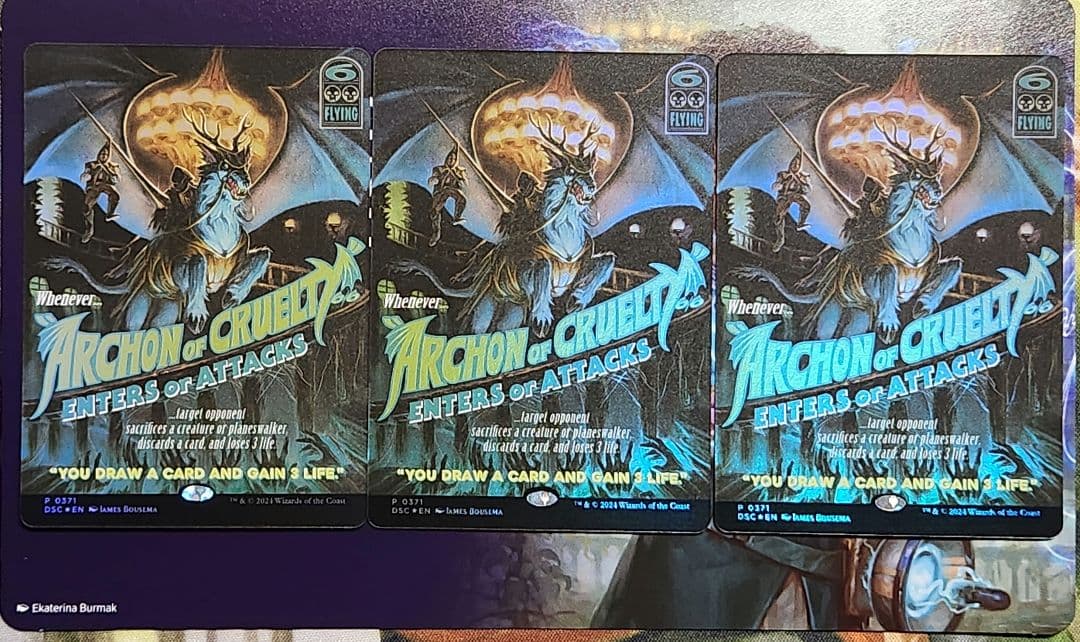 6
FLYING
Whenever...
"ARCHON OF CRUELTY"
ENTERS or ATTACKS
...target opponent
sacrifices a creature or planeswalker,
discards a card, and loses 3 life.
"YOU DRAW A CARD AND GAIN 3 LIFE."
P 0371
DSC ★ EN James Bousema
™ & © 2024 Wizards of the Coast
6
FLYING
Whenever...
"ARCHON OF CRUELTY"
ENTERS or ATTACKS
...target opponent
sacrifices a creature or planeswalker,
discards a card, and loses 3 life.
"YOU DRAW A CARD AND GAIN 3 LIFE."
P 0371
DSC ★ EN James Bousema
™ & © 2024 Wizards of the Coast
6
FLYING
Whenever...
"ARCHON OF CRUELTY"
ENTERS or ATTACKS
...target opponent
sacrifices a creature or planeswalker,
discards a card, and loses 3 life.
"YOU DRAW A CARD AND GAIN 3 LIFE."
P 0371
DSC ★ EN James Bousema
™ & © 2024 Wizards of the Coast
Ekaterina Burmak